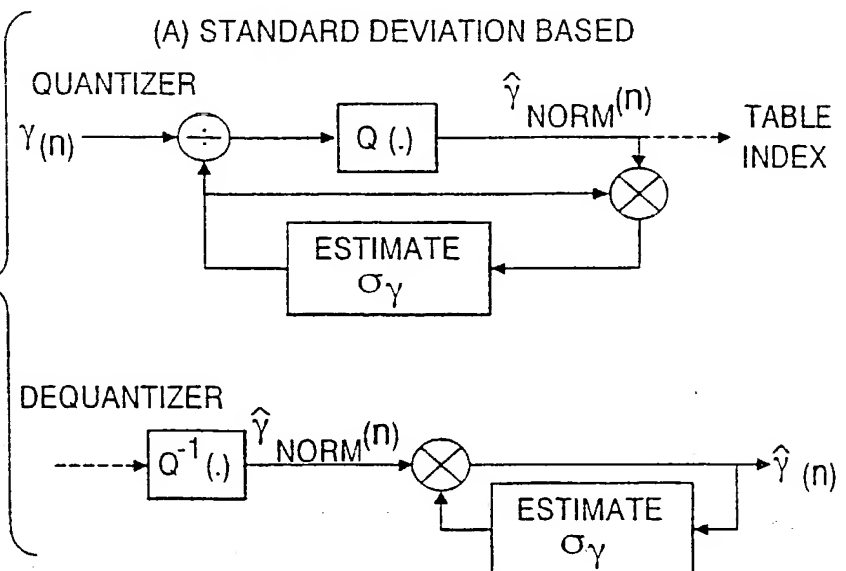 (A) STANDARD DEVIATION BASED
QUANTIZER
γ(n)
÷
Q (.)
γ̂ NORM(n)
TABLE
INDEX
ESTIMATE
σγ
DEQUANTIZER
Q⁻¹ (.)
γ̂ NORM(n)
γ̂ (n)
ESTIMATE
σγ